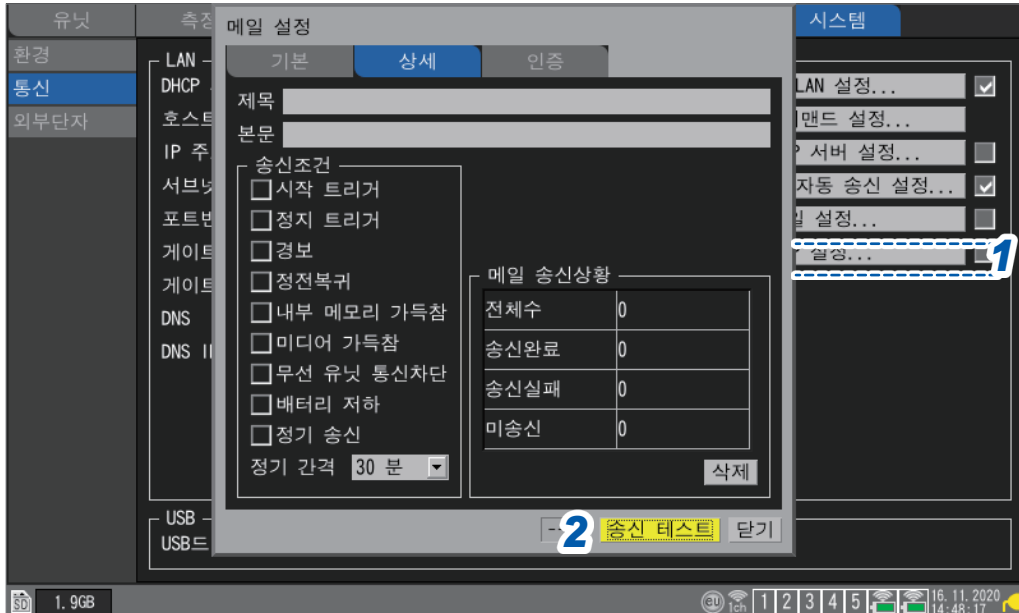 유닛
측정
시스템
환경
통신
외부단자
메일 설정
기본
상세
인증
제목
본문
송신조건
시작 트리거
정지 트리거
경보
정전복귀
내부 메모리 가득참
미디어 가득참
무선 유닛 통신차단
배터리 저하
정기 송신
정기 간격 30 분
메일 송신상황
전체수 0
송신완료 0
송신실패 0
미송신 0
삭제
송신 테스트
닫기
LAN
DHCP
호스트
IP 주
서브넷
포트번
게이트
게이트
DNS
DNS
LAN 설정...
맨드 설정...
서버 설정...
자동 송신 설정...
설정...
설정...
1
2
USB
USB드
SD 1.9GB
eU 1ch 1 2 3 4 5
16. 11. 2020
14:48:17